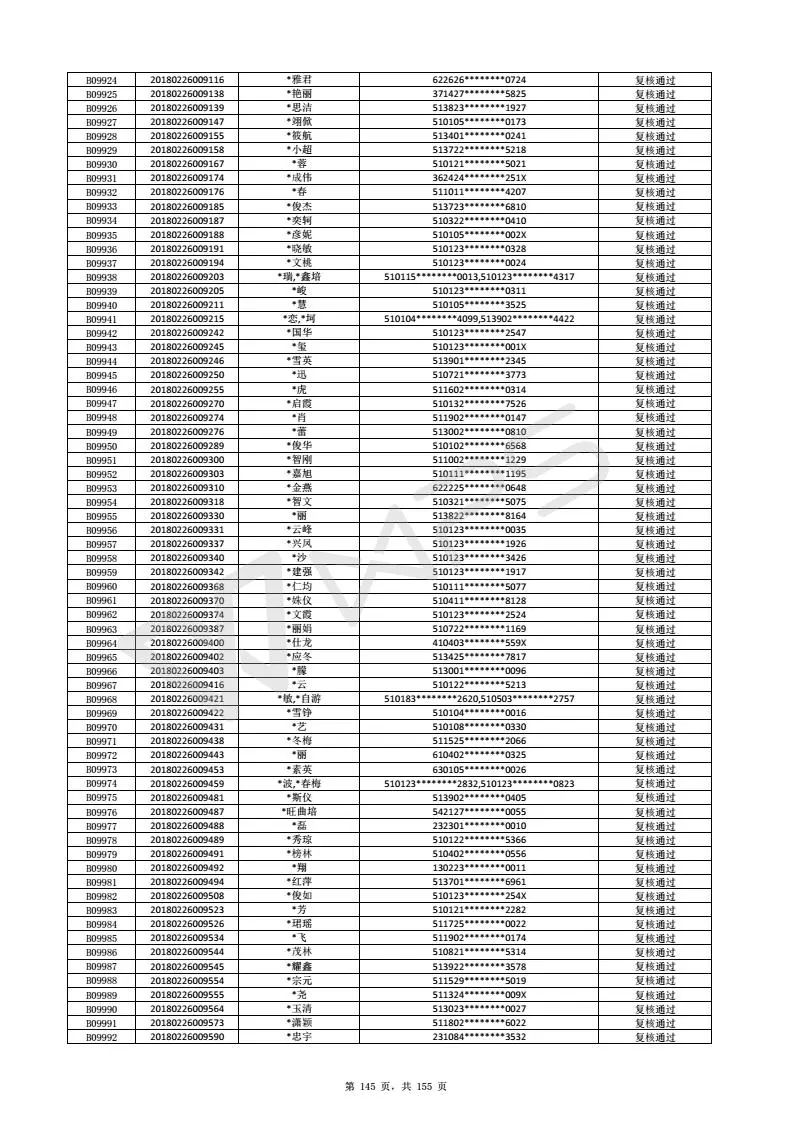 B09924 20180226009116 *雅君 622626********0724 复核通过
B09925 20180226009138 *艳丽 371427********5825 复核通过
B09926 20180226009139 *思洁 513823********1927 复核通过
B09927 20180226009147 *翊僌 510105********0173 复核通过
B09928 20180226009155 *筱航 513401********0241 复核通过
B09929 20180226009158 *小超 513722********5218 复核通过
B09930 20180226009167 *蓉 510121********5021 复核通过
B09931 20180226009174 *成伟 362424********251X 复核通过
B09932 20180226009176 *春 511011********4207 复核通过
B09933 20180226009185 *俊杰 513723********6810 复核通过
B09934 20180226009187 *奕轲 510322********0410 复核通过
B09935 20180226009188 *彦妮 510105********002X 复核通过
B09936 20180226009191 *晓敏 510123********0328 复核通过
B09937 20180226009194 *文桃 510123********0024 复核通过
B09938 20180226009203 *瑞,*鑫培 510115********0013,510123********4317 复核通过
B09939 20180226009205 *峻 510123********0311 复核通过
B09940 20180226009211 *慧 510105********3525 复核通过
B09941 20180226009215 *恋,*坷 510104********4099,513902********4422 复核通过
B09942 20180226009242 *国华 510123********2547 复核通过
B09943 20180226009245 *玺 510123********001X 复核通过
B09944 20180226009246 *雪英 513901********2345 复核通过
B09945 20180226009250 *迅 510721********3773 复核通过
B09946 20180226009255 *虎 511602********0314 复核通过
B09947 20180226009270 *启霞 510132********7526 复核通过
B09948 20180226009274 *肖 511902********0147 复核通过
B09949 20180226009276 *蕾 513002********0810 复核通过
B09950 20180226009289 *俊华 510102********6568 复核通过
B09951 20180226009300 *智刚 511002********1229 复核通过
B09952 20180226009303 *嘉旭 510111********1195 复核通过
B09953 20180226009310 *金燕 622225********0648 复核通过
B09954 20180226009318 *智文 510321********5075 复核通过
B09955 20180226009330 *丽 513822********8164 复核通过
B09956 20180226009331 *云峰 510123********0035 复核通过
B09957 20180226009337 *兴凤 510123********1926 复核通过
B09958 20180226009340 *沙 510123********3426 复核通过
B09959 20180226009342 *建强 510123********1917 复核通过
B09960 20180226009368 *仁均 510111********5077 复核通过
B09961 20180226009370 *姝仪 510411********8128 复核通过
B09962 20180226009374 *文霞 510123********2524 复核通过
B09963 20180226009387 *丽娟 510722********1169 复核通过
B09964 20180226009400 *仕龙 410403********559X 复核通过
B09965 20180226009402 *应冬 513425********7817 复核通过
B09966 20180226009403 *朦 513001********0096 复核通过
B09967 20180226009416 *云 510122********5213 复核通过
B09968 20180226009421 *敏,*自游 510183********2620,510503********2757 复核通过
B09969 20180226009422 *雪铮 510104********0016 复核通过
B09970 20180226009431 *艺 510108********0330 复核通过
B09971 20180226009438 *冬梅 511525********2066 复核通过
B09972 20180226009443 *丽 610402********0325 复核通过
B09973 20180226009453 *素英 630105********0026 复核通过
B09974 20180226009459 *波,*春梅 510123********2832,510123********0823 复核通过
B09975 20180226009481 *斯仪 513902********0405 复核通过
B09976 20180226009487 *旺曲培 542127********0055 复核通过
B09977 20180226009488 *磊 232301********0010 复核通过
B09978 20180226009489 *秀琼 510122********5366 复核通过
B09979 20180226009491 *榜林 510402********0556 复核通过
B09980 20180226009492 *翔 130223********0011 复核通过
B09981 20180226009494 *红萍 513701********6961 复核通过
B09982 20180226009508 *俊如 510123********254X 复核通过
B09983 20180226009523 *芳 510121********2282 复核通过
B09984 20180226009526 *珺瑶 511725********0022 复核通过
B09985 20180226009534 *飞 511902********0174 复核通过
B09986 20180226009544 *茂林 510821********5314 复核通过
B09987 20180226009545 *耀鑫 513922********3578 复核通过
B09988 20180226009554 *宗元 511529********5019 复核通过
B09989 20180226009555 *尧 511324********009X 复核通过
B09990 20180226009564 *玉清 513023********0027 复核通过
B09991 20180226009573 *潇颖 511802********6022 复核通过
B09992 20180226009590 *忠宇 231084********3532 复核通过
WPS
第 145 页, 共 155 页